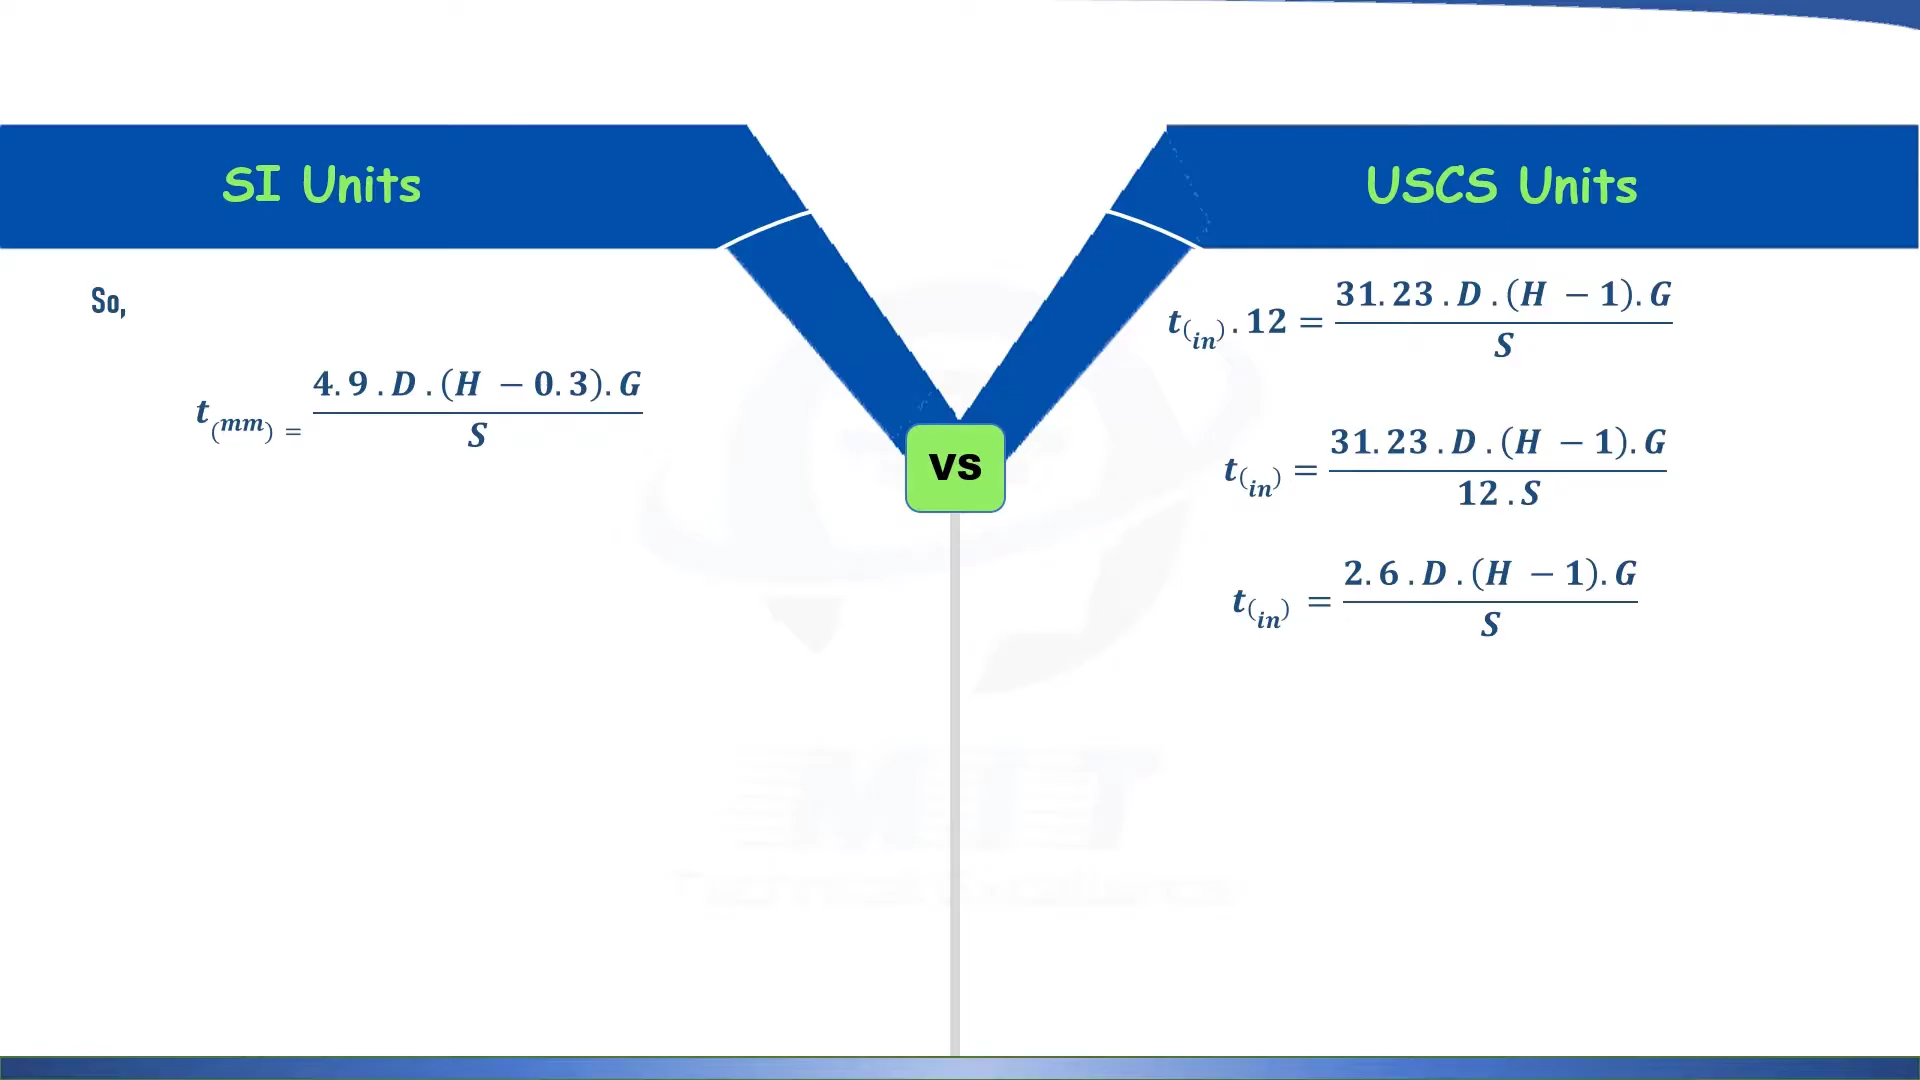 SI Units
USCS Units
So,
t(mm) = 4.9 . D . (H − 0.3). G / S
VS
t(in) . 12 = 31.23 . D . (H − 1). G / S
t(in) = 31.23 . D . (H − 1). G / 12 . S
t(in) = 2.6 . D . (H − 1). G / S
MIT